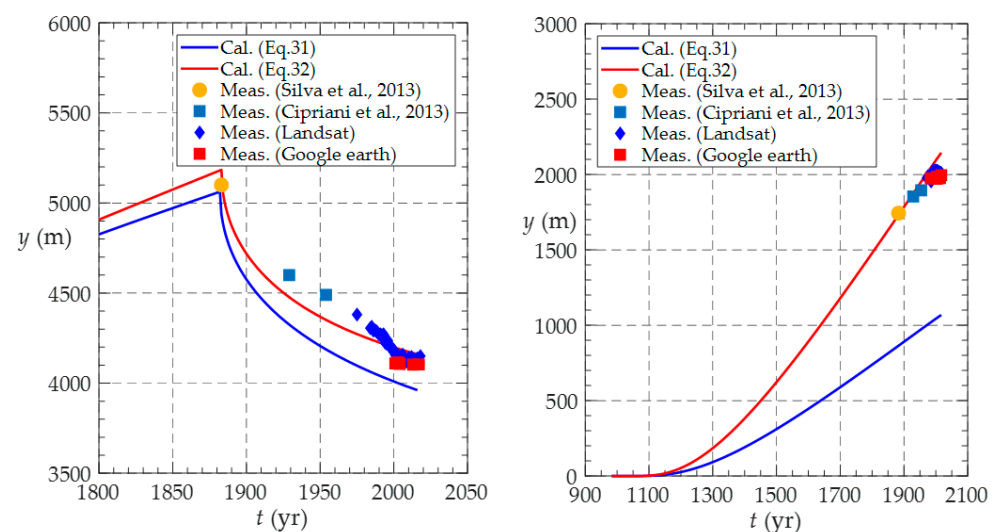 6000
5500
5000
4500
4000
3500
y (m)
1800
1850
1900
1950
2000
2050
t (yr)
Cal. (Eq.31)
Cal. (Eq.32)
Meas. (Silva et al., 2013)
Meas. (Cipriani et al., 2013)
Meas. (Landsat)
Meas. (Google earth)
3000
2500
2000
1500
1000
500
0
y (m)
900
1100
1300
1500
1700
1900
2100
t (yr)
Cal. (Eq.31)
Cal. (Eq.32)
Meas. (Silva et al., 2013)
Meas. (Cipriani et al., 2013)
Meas. (Landsat)
Meas. (Google earth)